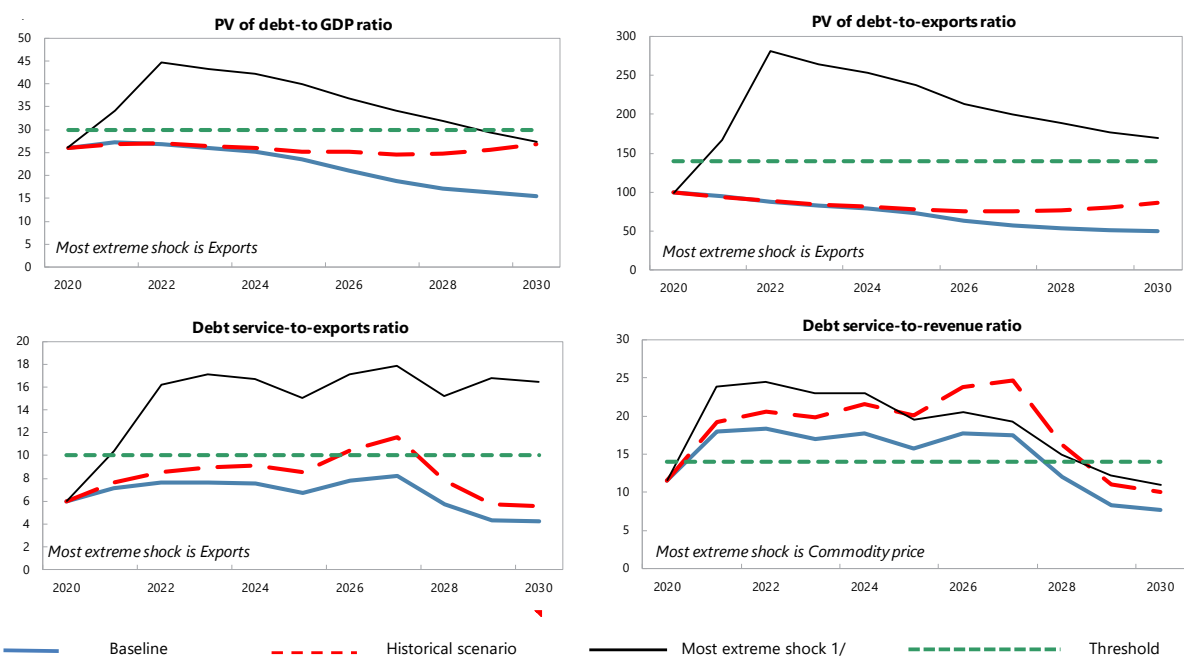 PV of debt-to GDP ratio
50
45
40
35
30
25
20
15
10
5
0
Most extreme shock is Exports
2020 2022 2024 2026 2028 2030
PV of debt-to-exports ratio
300
250
200
150
100
50
0
Most extreme shock is Exports
2020 2022 2024 2026 2028 2030
Debt service-to-exports ratio
20
18
16
14
12
10
8
6
4
2
0
Most extreme shock is Exports
2020 2022 2024 2026 2028 2030
Debt service-to-revenue ratio
30
25
20
15
10
5
0
Most extreme shock is Commodity price
2020 2022 2024 2026 2028 2030
Baseline Historical scenario Most extreme shock 1/ Threshold